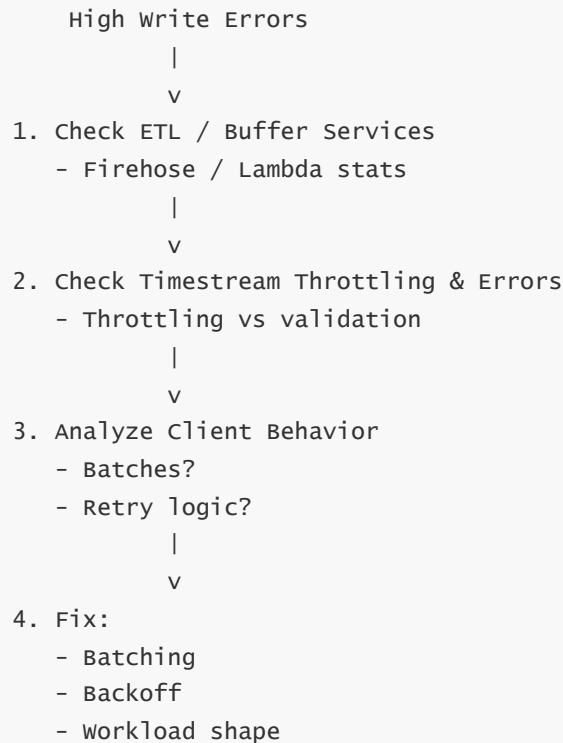 High Write Errors
|
v
1. Check ETL / Buffer Services
- Firehose / Lambda stats
|
v
2. Check Timestream Throttling & Errors
- Throttling vs validation
|
v
3. Analyze Client Behavior
- Batches?
- Retry logic?
|
v
4. Fix:
- Batching
- Backoff
- Workload shape